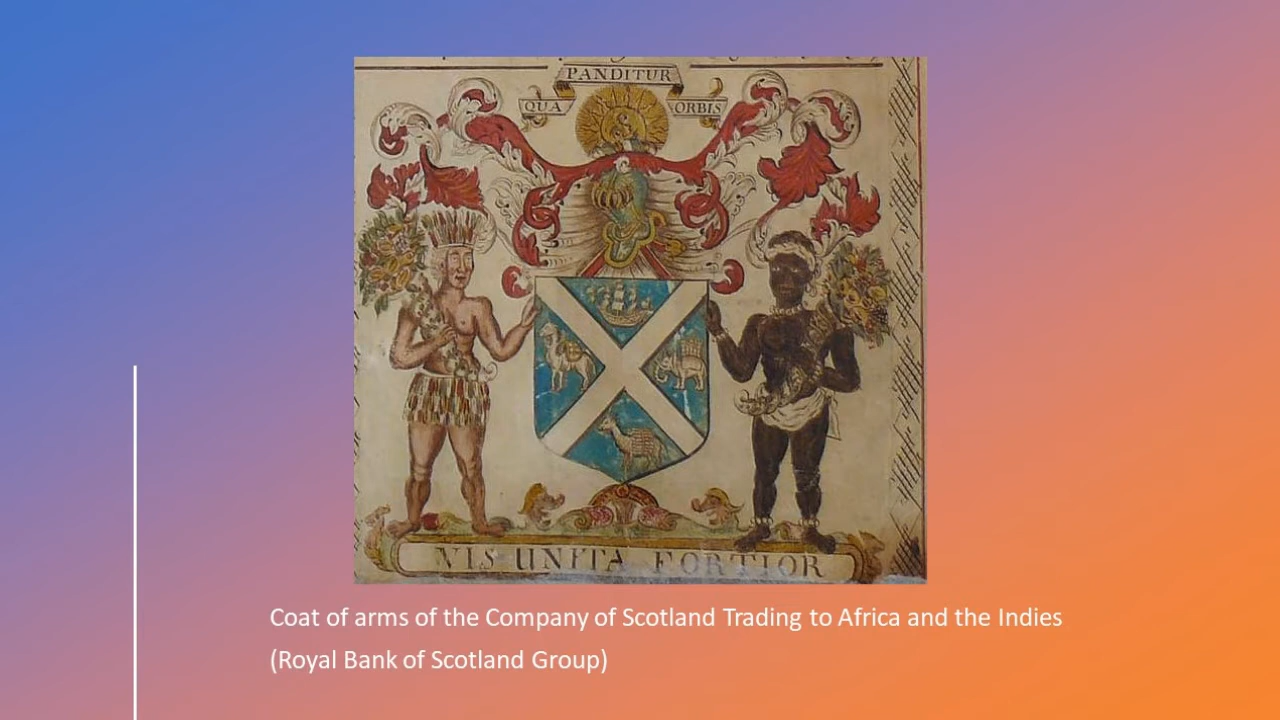 PANDITUR
QUA ORBIS
VIS UNITA FORTIOR
Coat of arms of the Company of Scotland Trading to Africa and the Indies
(Royal Bank of Scotland Group)